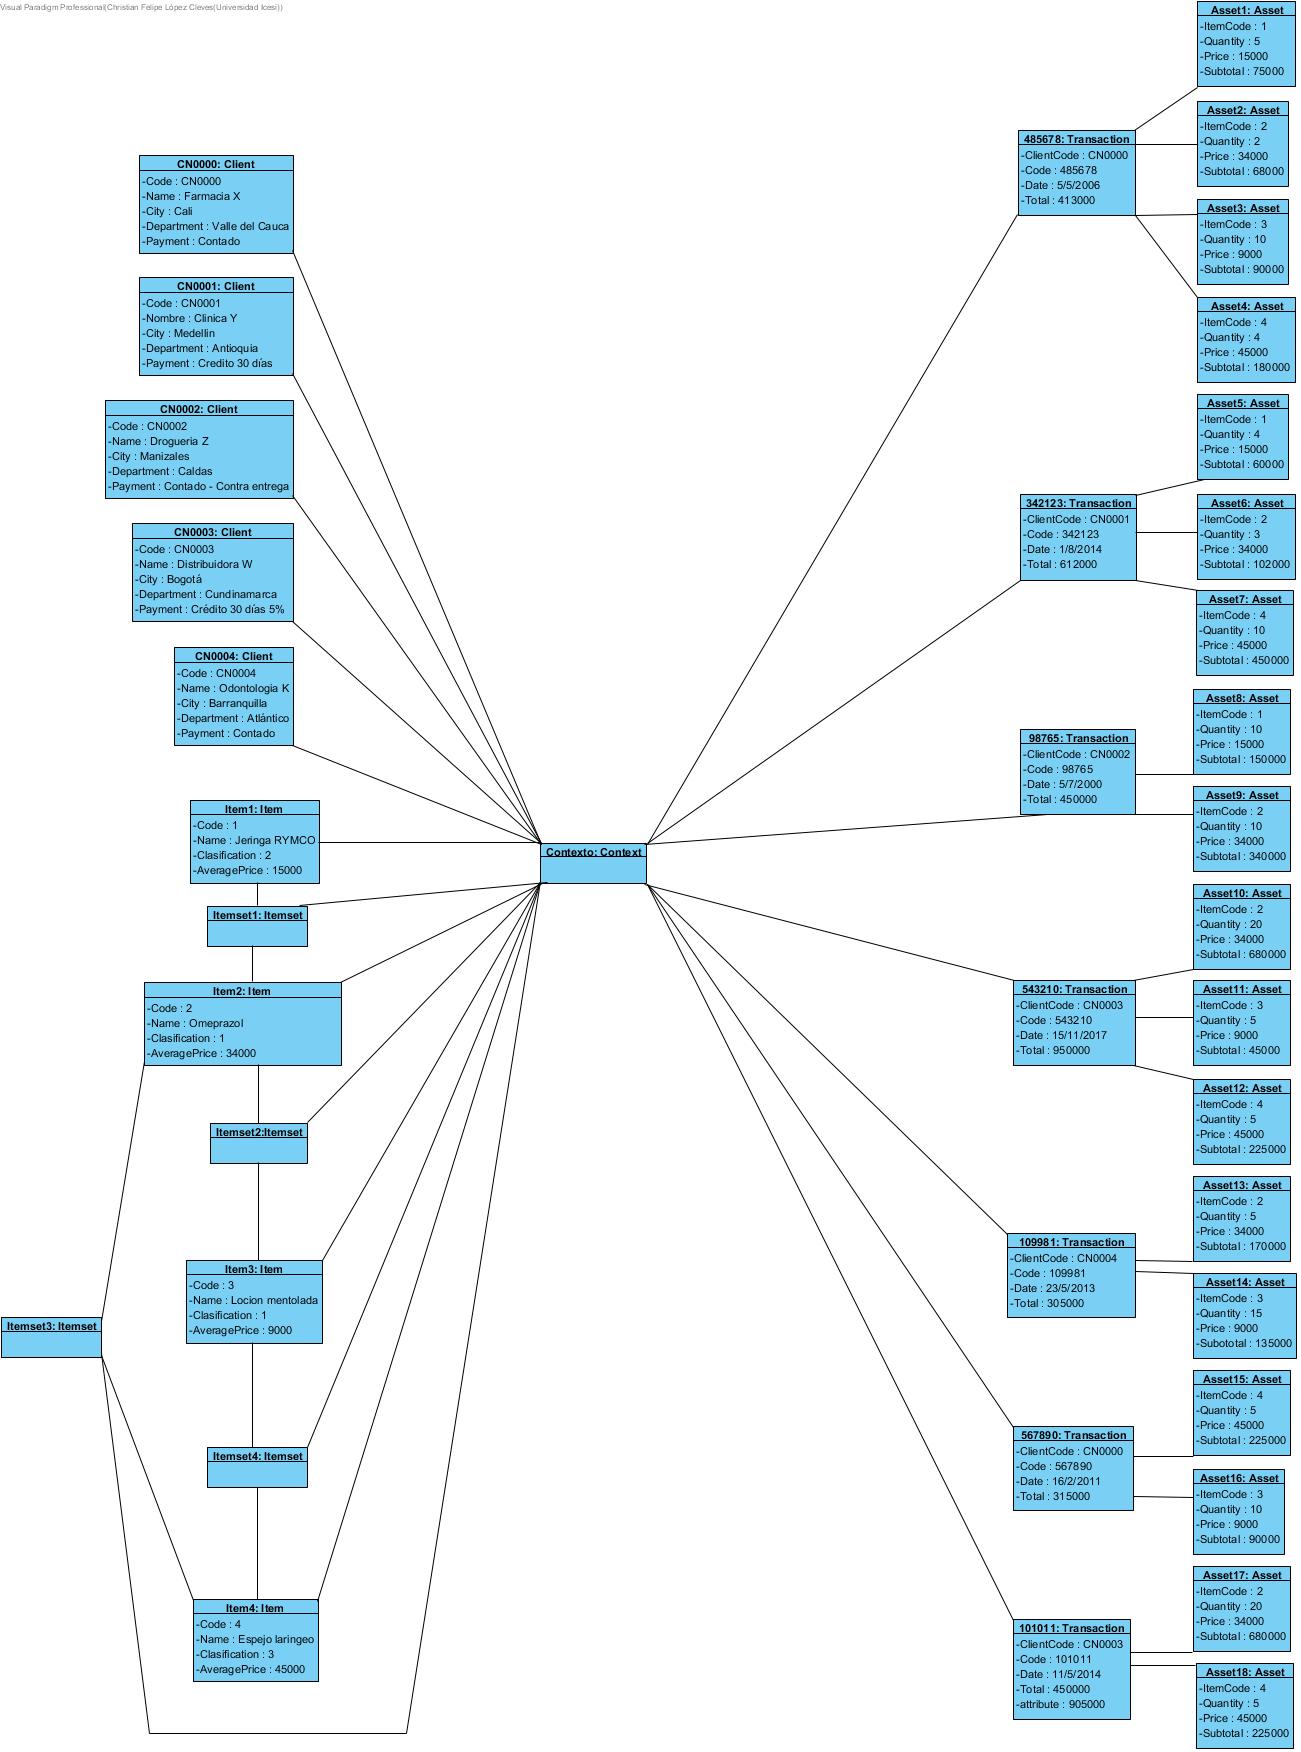 Visual Paradigm Professional(Christian Felipe López Cleves(Universidad Icesi))
CN0000: Client
-Code : CN0000
-Name : Farmacia X
-City : Cali
-Department : Valle del Cauca
-Payment : Contado
CN0001: Client
-Code : CN0001
-Nombre : Clinica Y
-City : Medellin
-Department : Antioquia
-Payment : Credito 30 días
CN0002: Client
-Code : CN0002
-Name : Drogueria Z
-City : Manizales
-Department : Caldas
-Payment : Contado - Contra entrega
CN0003: Client
-Code : CN0003
-Name : Distribuidora W
-City : Bogotá
-Department : Cundinamarca
-Payment : Crédito 30 días 5%
CN0004: Client
-Code : CN0004
-Name : Odontologia K
-City : Barranquilla
-Department : Atlántico
-Payment : Contado
Item1: Item
-Code : 1
-Name : Jeringa RYMCO
-Clasification : 2
-AveragePrice : 15000
Itemset1: Itemset
Item2: Item
-Code : 2
-Name : Omeprazol
-Clasification : 1
-AveragePrice : 34000
Itemset2:Itemset
Item3: Item
-Code : 3
-Name : Locion mentolada
-Clasification : 1
-AveragePrice : 9000
Itemset3: Itemset
Itemset4: Itemset
Item4: Item
-Code : 4
-Name : Espejo laringeo
-Clasification : 3
-AveragePrice : 45000
Contexto: Context
485678: Transaction
-ClientCode : CN0000
-Code : 485678
-Date : 5/5/2006
-Total : 413000
342123: Transaction
-ClientCode : CN0001
-Code : 342123
-Date : 1/8/2014
-Total : 612000
98765: Transaction
-ClientCode : CN0002
-Code : 98765
-Date : 5/7/2000
-Total : 450000
543210: Transaction
-ClientCode : CN0003
-Code : 543210
-Date : 15/11/2017
-Total : 950000
109981: Transaction
-ClientCode : CN0004
-Code : 109981
-Date : 23/5/2013
-Total : 305000
567890: Transaction
-ClientCode : CN0000
-Code : 567890
-Date : 16/2/2011
-Total : 315000
101011: Transaction
-ClientCode : CN0003
-Code : 101011
-Date : 11/5/2014
-Total : 450000
-attribute : 905000
Asset1: Asset
-ItemCode : 1
-Quantity : 5
-Price : 15000
-Subtotal : 75000
Asset2: Asset
-ItemCode : 2
-Quantity : 2
-Price : 34000
-Subtotal : 68000
Asset3: Asset
-ItemCode : 3
-Quantity : 10
-Price : 9000
-Subtotal : 90000
Asset4: Asset
-ItemCode : 4
-Quantity : 4
-Price : 45000
-Subtotal : 180000
Asset5: Asset
-ItemCode : 1
-Quantity : 4
-Price : 15000
-Subtotal : 60000
Asset6: Asset
-ItemCode : 2
-Quantity : 3
-Price : 34000
-Subtotal : 102000
Asset7: Asset
-ItemCode : 4
-Quantity : 10
-Price : 45000
-Subtotal : 450000
Asset8: Asset
-ItemCode : 1
-Quantity : 10
-Price : 15000
-Subtotal : 150000
Asset9: Asset
-ItemCode : 2
-Quantity : 10
-Price : 34000
-Subtotal : 340000
Asset10: Asset
-ItemCode : 2
-Quantity : 20
-Price : 34000
-Subtotal : 680000
Asset11: Asset
-ItemCode : 3
-Quantity : 5
-Price : 9000
-Subtotal : 45000
Asset12: Asset
-ItemCode : 4
-Quantity : 5
-Price : 45000
-Subtotal : 225000
Asset13: Asset
-ItemCode : 2
-Quantity : 5
-Price : 34000
-Subtotal : 170000
Asset14: Asset
-ItemCode : 3
-Quantity : 15
-Price : 9000
-Subototal : 135000
Asset15: Asset
-ItemCode : 4
-Quantity : 5
-Price : 45000
-Subtotal : 225000
Asset16: Asset
-ItemCode : 3
-Quantity : 10
-Price : 9000
-Subtotal : 90000
Asset17: Asset
-ItemCode : 2
-Quantity : 20
-Price : 34000
-Subtotal : 680000
Asset18: Asset
-ItemCode : 4
-Quantity : 5
-Price : 45000
-Subtotal : 225000